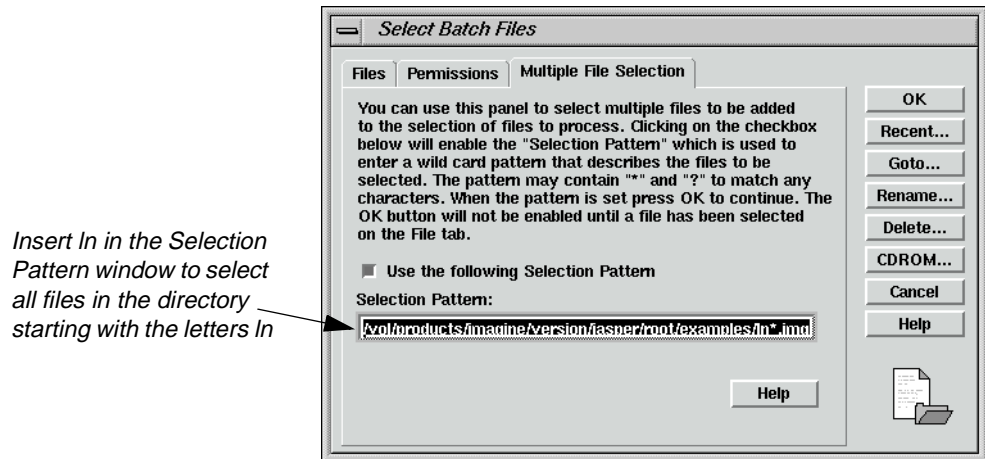 Select Batch Files
Files Permissions Multiple File Selection
You can use this panel to select multiple files to be added
to the selection of files to process. Clicking on the checkbox
below will enable the "Selection Pattern" which is used to
enter a wild card pattern that describes the files to be
selected. The pattern may contain "*" and "?" to match any
characters. When the pattern is set press OK to continue. The
OK button will not be enabled until a file has been selected
on the File tab.
Use the following Selection Pattern
Selection Pattern:
/vol/products/imagine/version/jasper/root/examples/ln*.img
Help
OK
Recent...
Goto...
Rename...
Delete...
CDROM...
Cancel
Help
Insert ln in the Selection
Pattern window to select
all files in the directory
starting with the letters ln